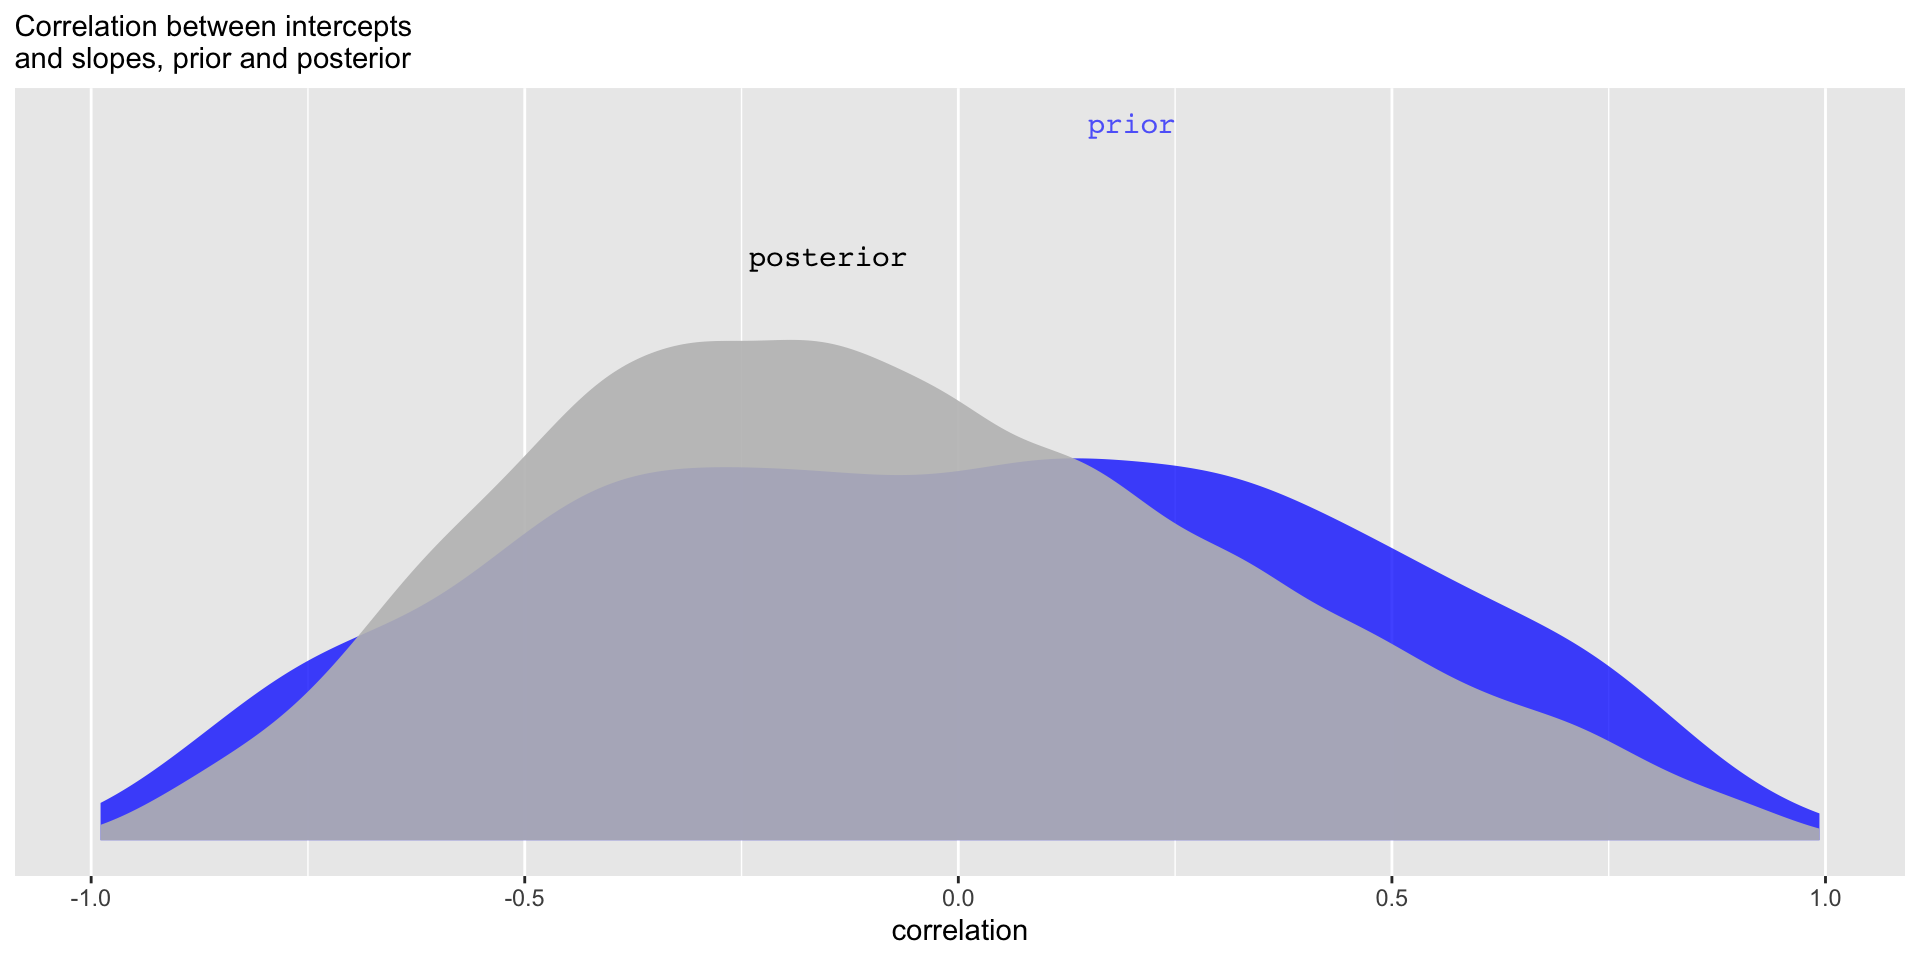 Correlation between intercepts
and slopes, prior and posterior
prior
posterior
-1.0 -0.5 0.0 0.5 1.0
correlation